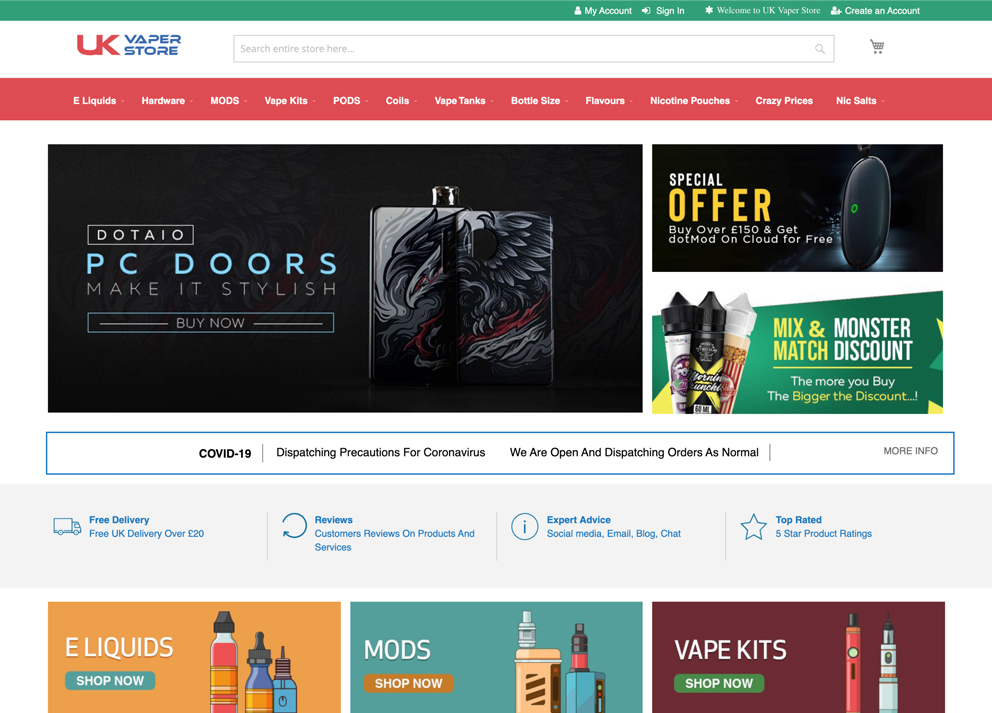 My Account Sign In Welcome to UK Vaper Store Create an Account
UK VAPER STORE
Search entire store here...
E Liquids Hardware MODS Vape Kits PODS Coils Vape Tanks Bottle Size Flavours Nicotine Pouches Crazy Prices Nic Salts
DOTAIO
PC DOORS
MAKE IT STYLISH
BUY NOW
SPECIAL
OFFER
Buy Over £150 & Get
dotMod On Cloud for Free
MIX & MONSTER
MATCH DISCOUNT
The more you Buy
The Bigger the Discount...!
60 ML
COVID-19 Dispatching Precautions For Coronavirus We Are Open And Dispatching Orders As Normal MORE INFO
Free Delivery
Free UK Delivery Over £20
Reviews
Customers Reviews On Products And
Services
Expert Advice
Social media, Email, Blog, Chat
Top Rated
5 Star Product Ratings
E LIQUIDS
SHOP NOW
MODS
SHOP NOW
VAPE KITS
SHOP NOW